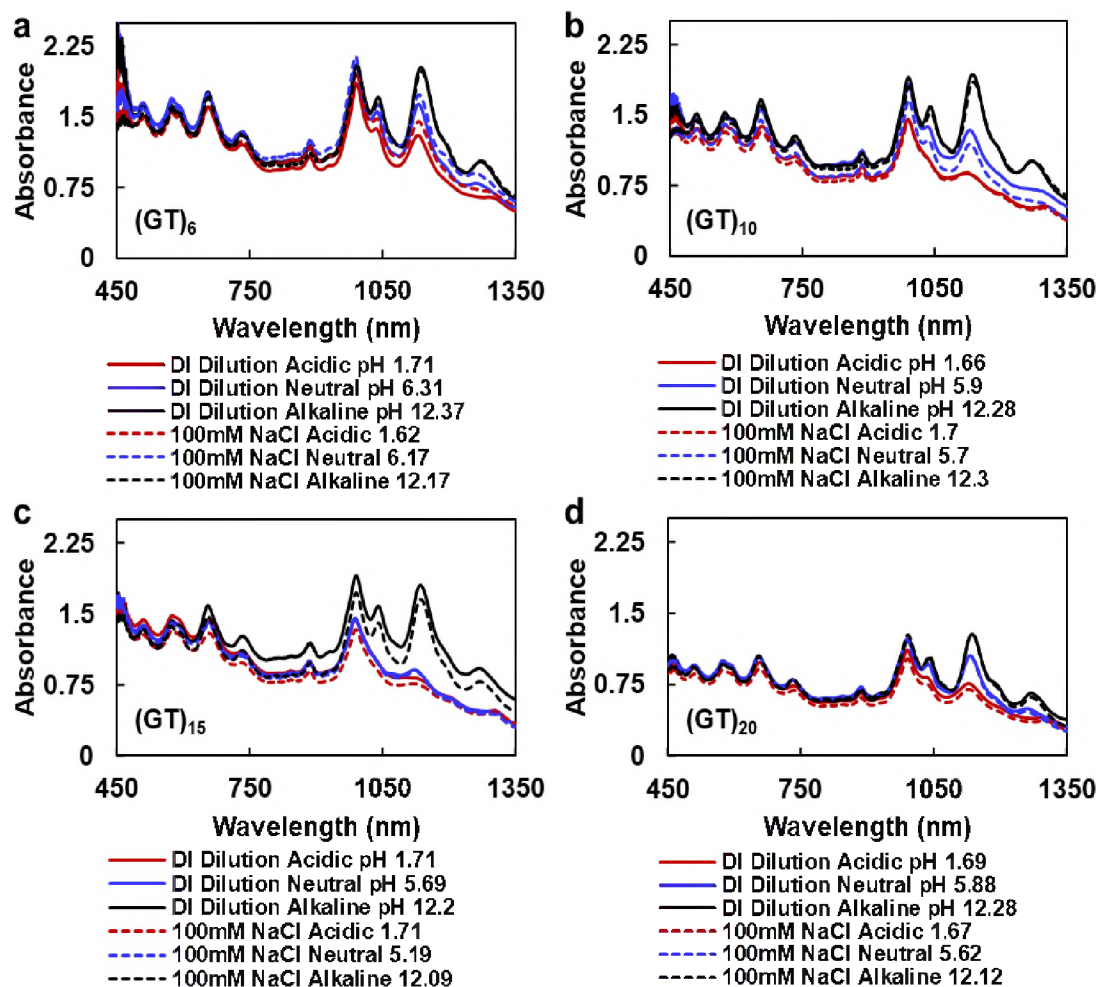 a
2.25
1.5
0.75
0
Absorbance
(GT)6
450 750 1050 1350
Wavelength (nm)
DI Dilution Acidic pH 1.71
DI Dilution Neutral pH 6.31
DI Dilution Alkaline pH 12.37
100mM NaCl Acidic 1.62
100mM NaCl Neutral 6.17
100mM NaCl Alkaline 12.17
b
2.25
1.5
0.75
0
Absorbance
(GT)10
450 750 1050 1350
Wavelength (nm)
DI Dilution Acidic pH 1.66
DI Dilution Neutral pH 5.9
DI Dilution Alkaline pH 12.28
100mM NaCl Acidic 1.7
100mM NaCl Neutral 5.7
100mM NaCl Alkaline 12.3
c
2.25
1.5
0.75
0
Absorbance
(GT)15
450 750 1050 1350
Wavelength (nm)
DI Dilution Acidic pH 1.71
DI Dilution Neutral pH 5.69
DI Dilution Alkaline pH 12.2
100mM NaCl Acidic 1.71
100mM NaCl Neutral 5.19
100mM NaCl Alkaline 12.09
d
2.25
1.5
0.75
0
Absorbance
(GT)20
450 750 1050 1350
Wavelength (nm)
DI Dilution Acidic pH 1.69
DI Dilution Neutral pH 5.88
DI Dilution Alkaline pH 12.28
100mM NaCl Acidic 1.67
100mM NaCl Neutral 5.62
100mM NaCl Alkaline 12.12